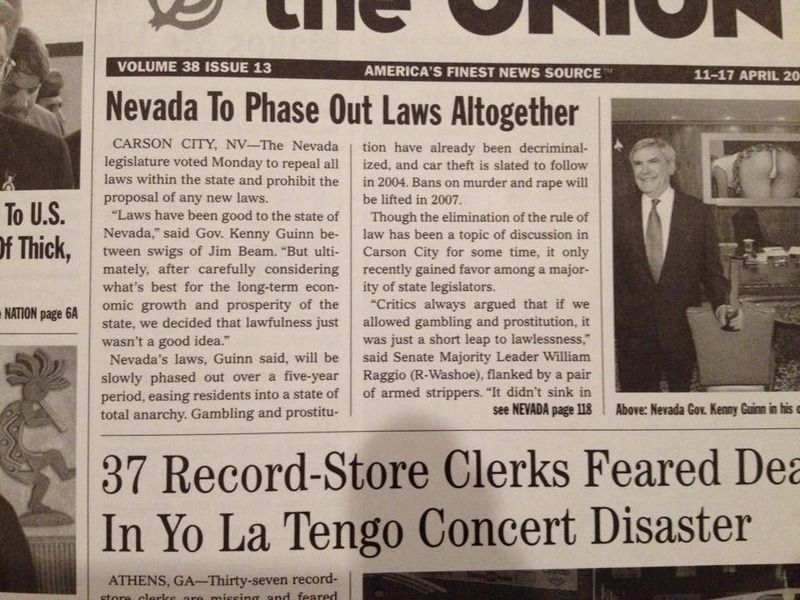 the ONION
VOLUME 38 ISSUE 13
AMERICA'S FINEST NEWS SOURCE™
11–17 APRIL 20
To U.S.
Of Thick,
NATION page 6A
Nevada To Phase Out Laws Altogether
CARSON CITY, NV—The Nevada
legislature voted Monday to repeal all
laws within the state and prohibit the
proposal of any new laws.
"Laws have been good to the state of
Nevada," said Gov. Kenny Guinn be-
tween swigs of Jim Beam. "But ulti-
mately, after carefully considering
what's best for the long-term econ-
omic growth and prosperity of the
state, we decided that lawfulness just
wasn't a good idea."
Nevada's laws, Guinn said, will be
slowly phased out over a five-year
period, easing residents into a state of
total anarchy. Gambling and prostitu-
tion have already been decriminal-
ized, and car theft is slated to follow
in 2004. Bans on murder and rape will
be lifted in 2007.
Though the elimination of the rule of
law has been a topic of discussion in
Carson City for some time, it only
recently gained favor among a major-
ity of state legislators.
"Critics always argued that if we
allowed gambling and prostitution, it
was just a short leap to lawlessness,"
said Senate Majority Leader William
Raggio (R-Washoe), flanked by a pair
of armed strippers. "It didn't sink in
see NEVADA page 118
Above: Nevada Gov. Kenny Guinn in his
37 Record-Store Clerks Feared Dea
In Yo La Tengo Concert Disaster
ATHENS, GA—Thirty-seven record-
store clerks are missing and feared